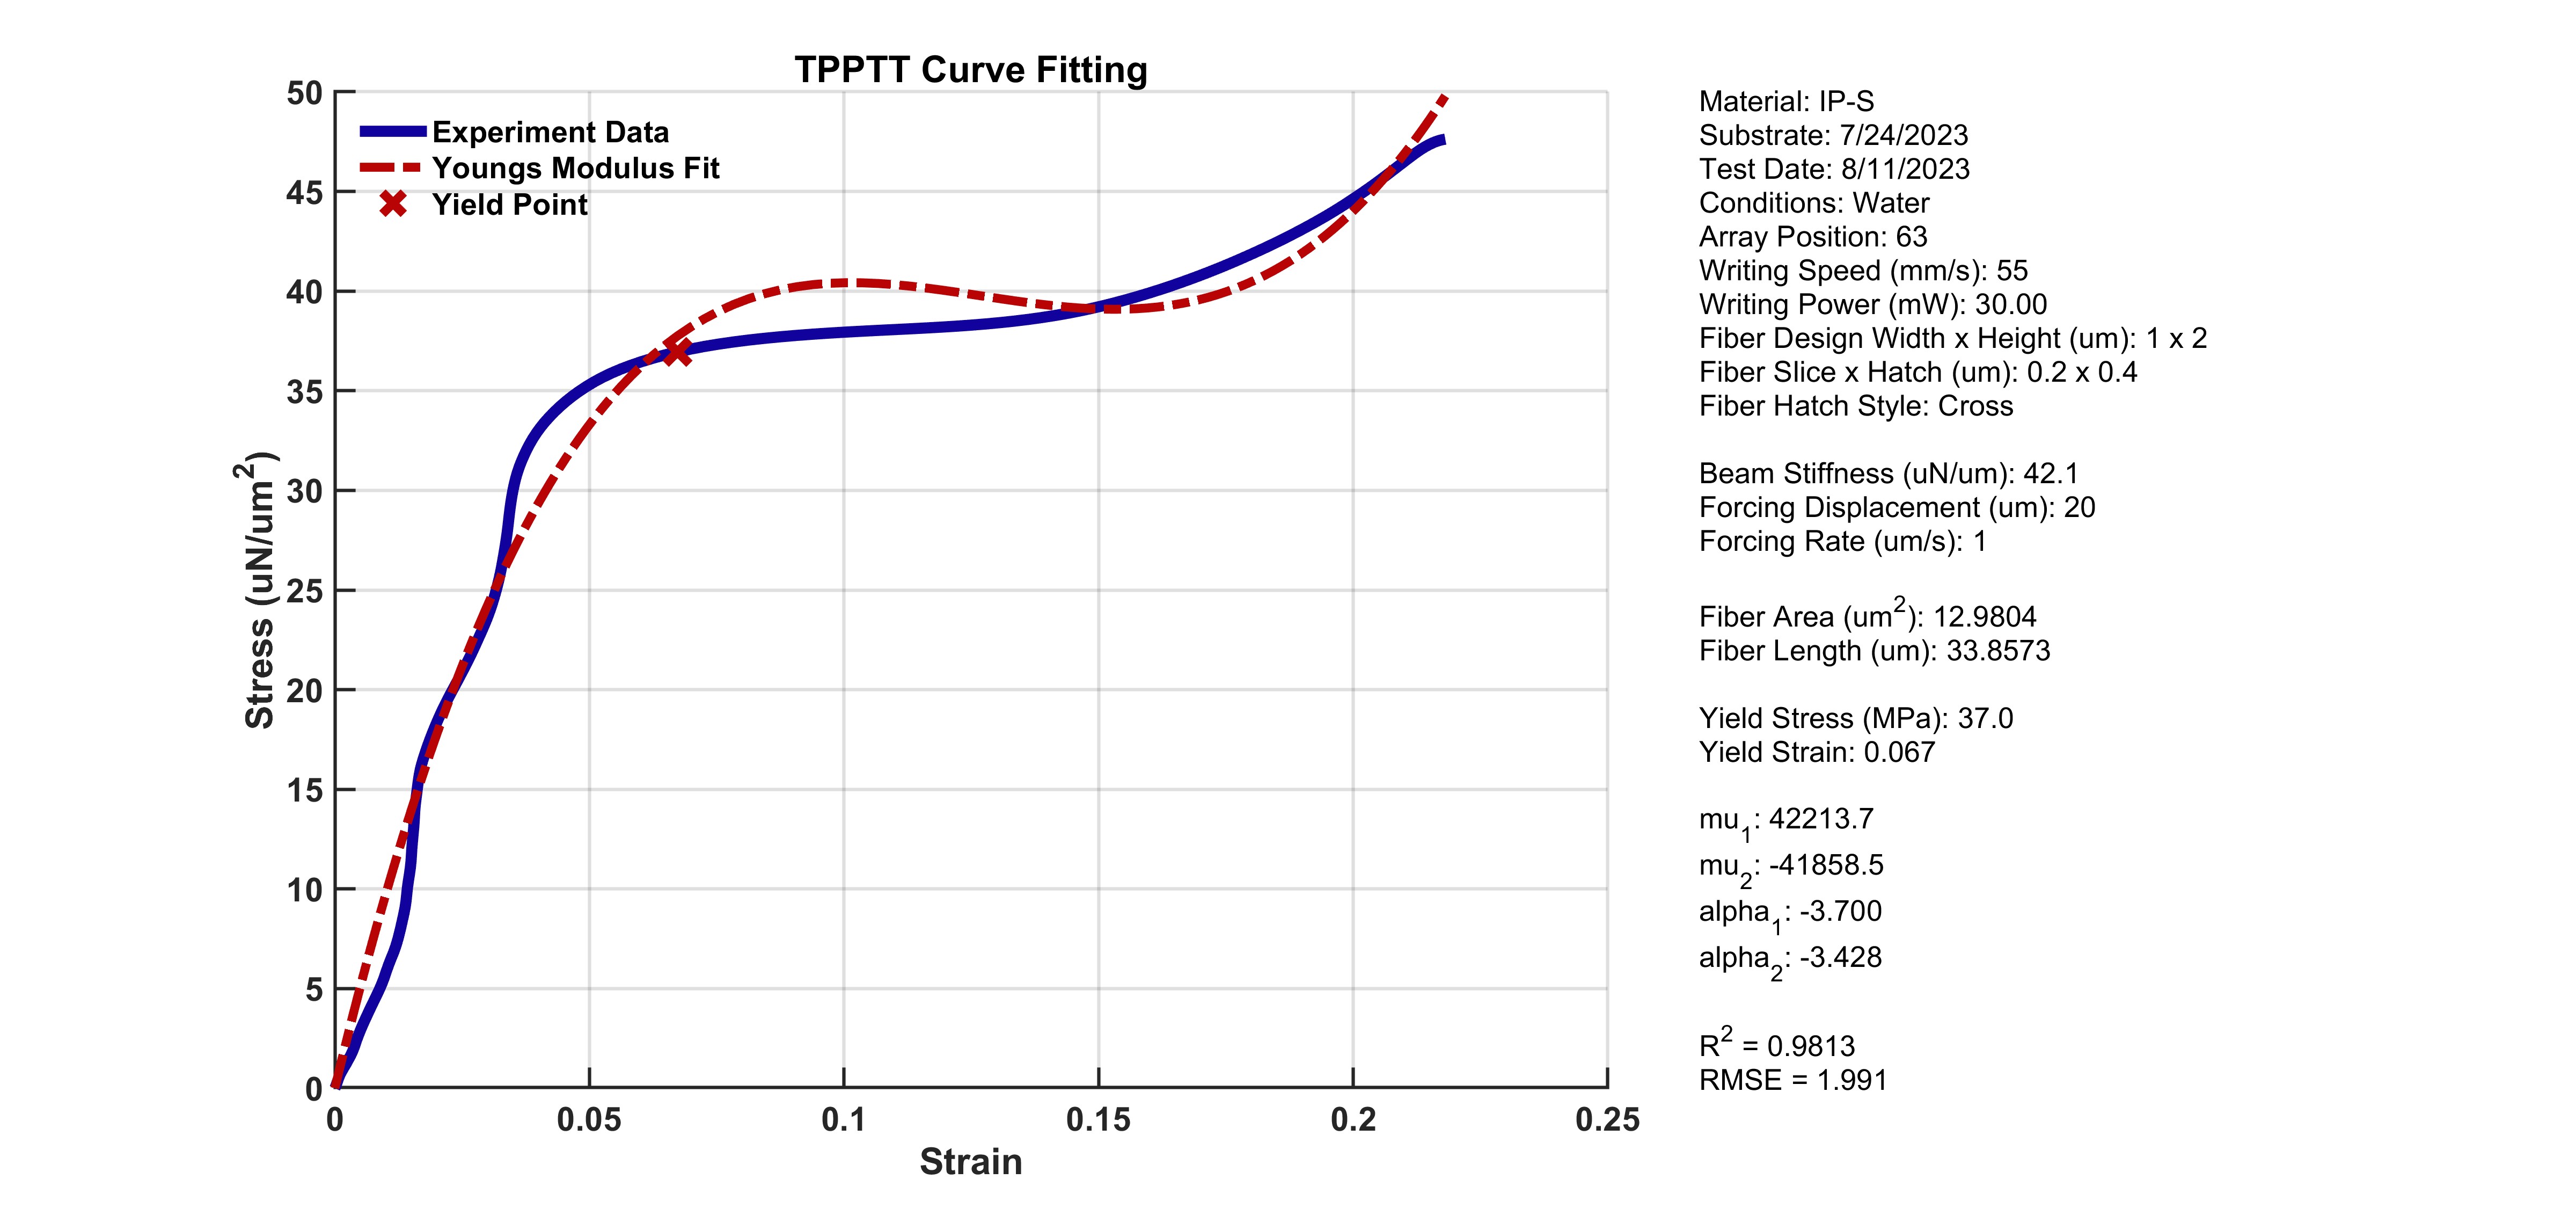 TPPTT Curve Fitting
Experiment Data
Youngs Modulus Fit
Yield Point
50
45
40
35
30
25
20
15
10
5
0
Stress (uN/um²)
0 0.05 0.1 0.15 0.2 0.25
Strain
Material: IP-S
Substrate: 7/24/2023
Test Date: 8/11/2023
Conditions: Water
Array Position: 63
Writing Speed (mm/s): 55
Writing Power (mW): 30.00
Fiber Design Width x Height (um): 1 x 2
Fiber Slice x Hatch (um): 0.2 x 0.4
Fiber Hatch Style: Cross
Beam Stiffness (uN/um): 42.1
Forcing Displacement (um): 20
Forcing Rate (um/s): 1
Fiber Area (um²): 12.9804
Fiber Length (um): 33.8573
Yield Stress (MPa): 37.0
Yield Strain: 0.067
mu₁: 42213.7
mu₂: -41858.5
alpha₁: -3.700
alpha₂: -3.428
R² = 0.9813
RMSE = 1.991